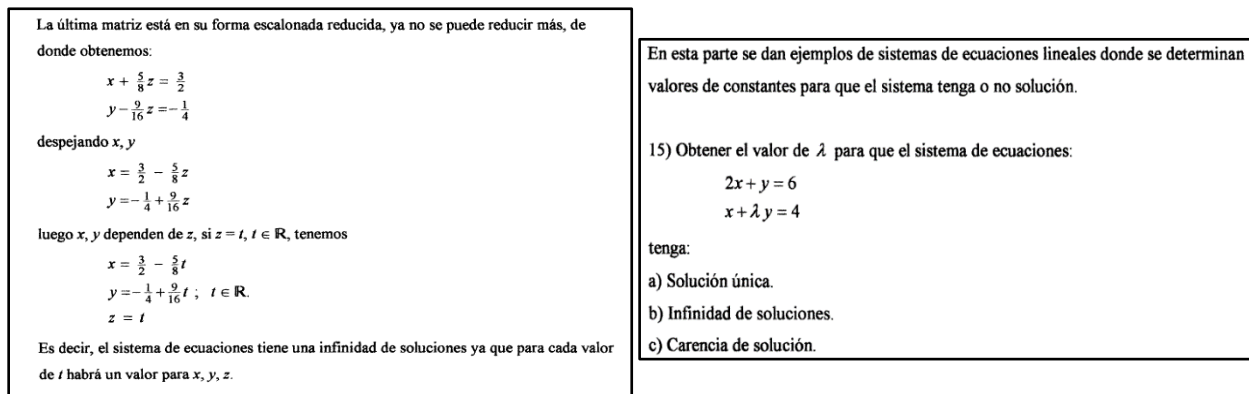 La última matriz está en su forma escalonada reducida, ya no se puede reducir más, de
donde obtenemos:
x + 5/8 z = 3/2
y - 9/16 z = - 1/4
despejando x, y
x = 3/2 - 5/8 z
y = - 1/4 + 9/16 z
luego x, y dependen de z, si z = t, t ∈ ℝ, tenemos
x = 3/2 - 5/8 t
y = - 1/4 + 9/16 t ; t ∈ ℝ.
z = t
Es decir, el sistema de ecuaciones tiene una infinidad de soluciones ya que para cada valor
de t habrá un valor para x, y, z.
En esta parte se dan ejemplos de sistemas de ecuaciones lineales donde se determinan
valores de constantes para que el sistema tenga o no solución.
15) Obtener el valor de λ para que el sistema de ecuaciones:
2x + y = 6
x + λ y = 4
tenga:
a) Solución única.
b) Infinidad de soluciones.
c) Carencia de solución.